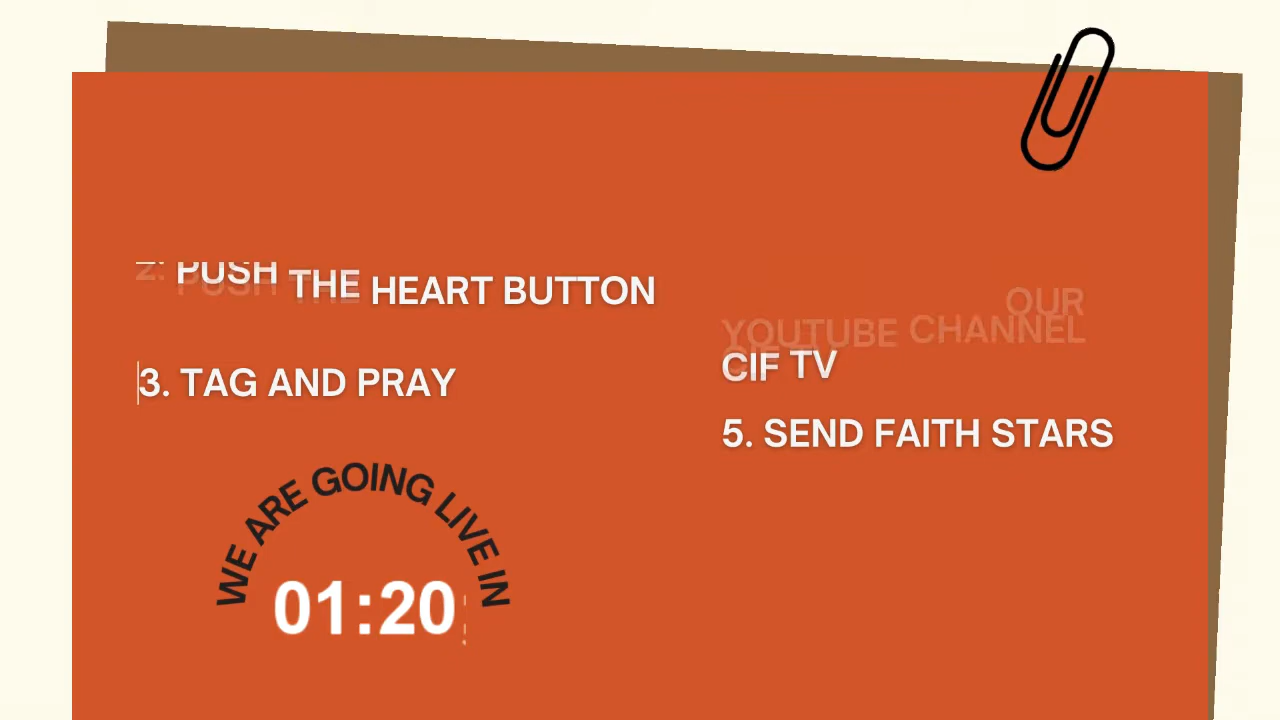 2. PUSH THE HEART BUTTON
3. TAG AND PRAY
OUR
YOUTUBE CHANNEL
CIF TV
5. SEND FAITH STARS
WE ARE GOING LIVE IN
01:20